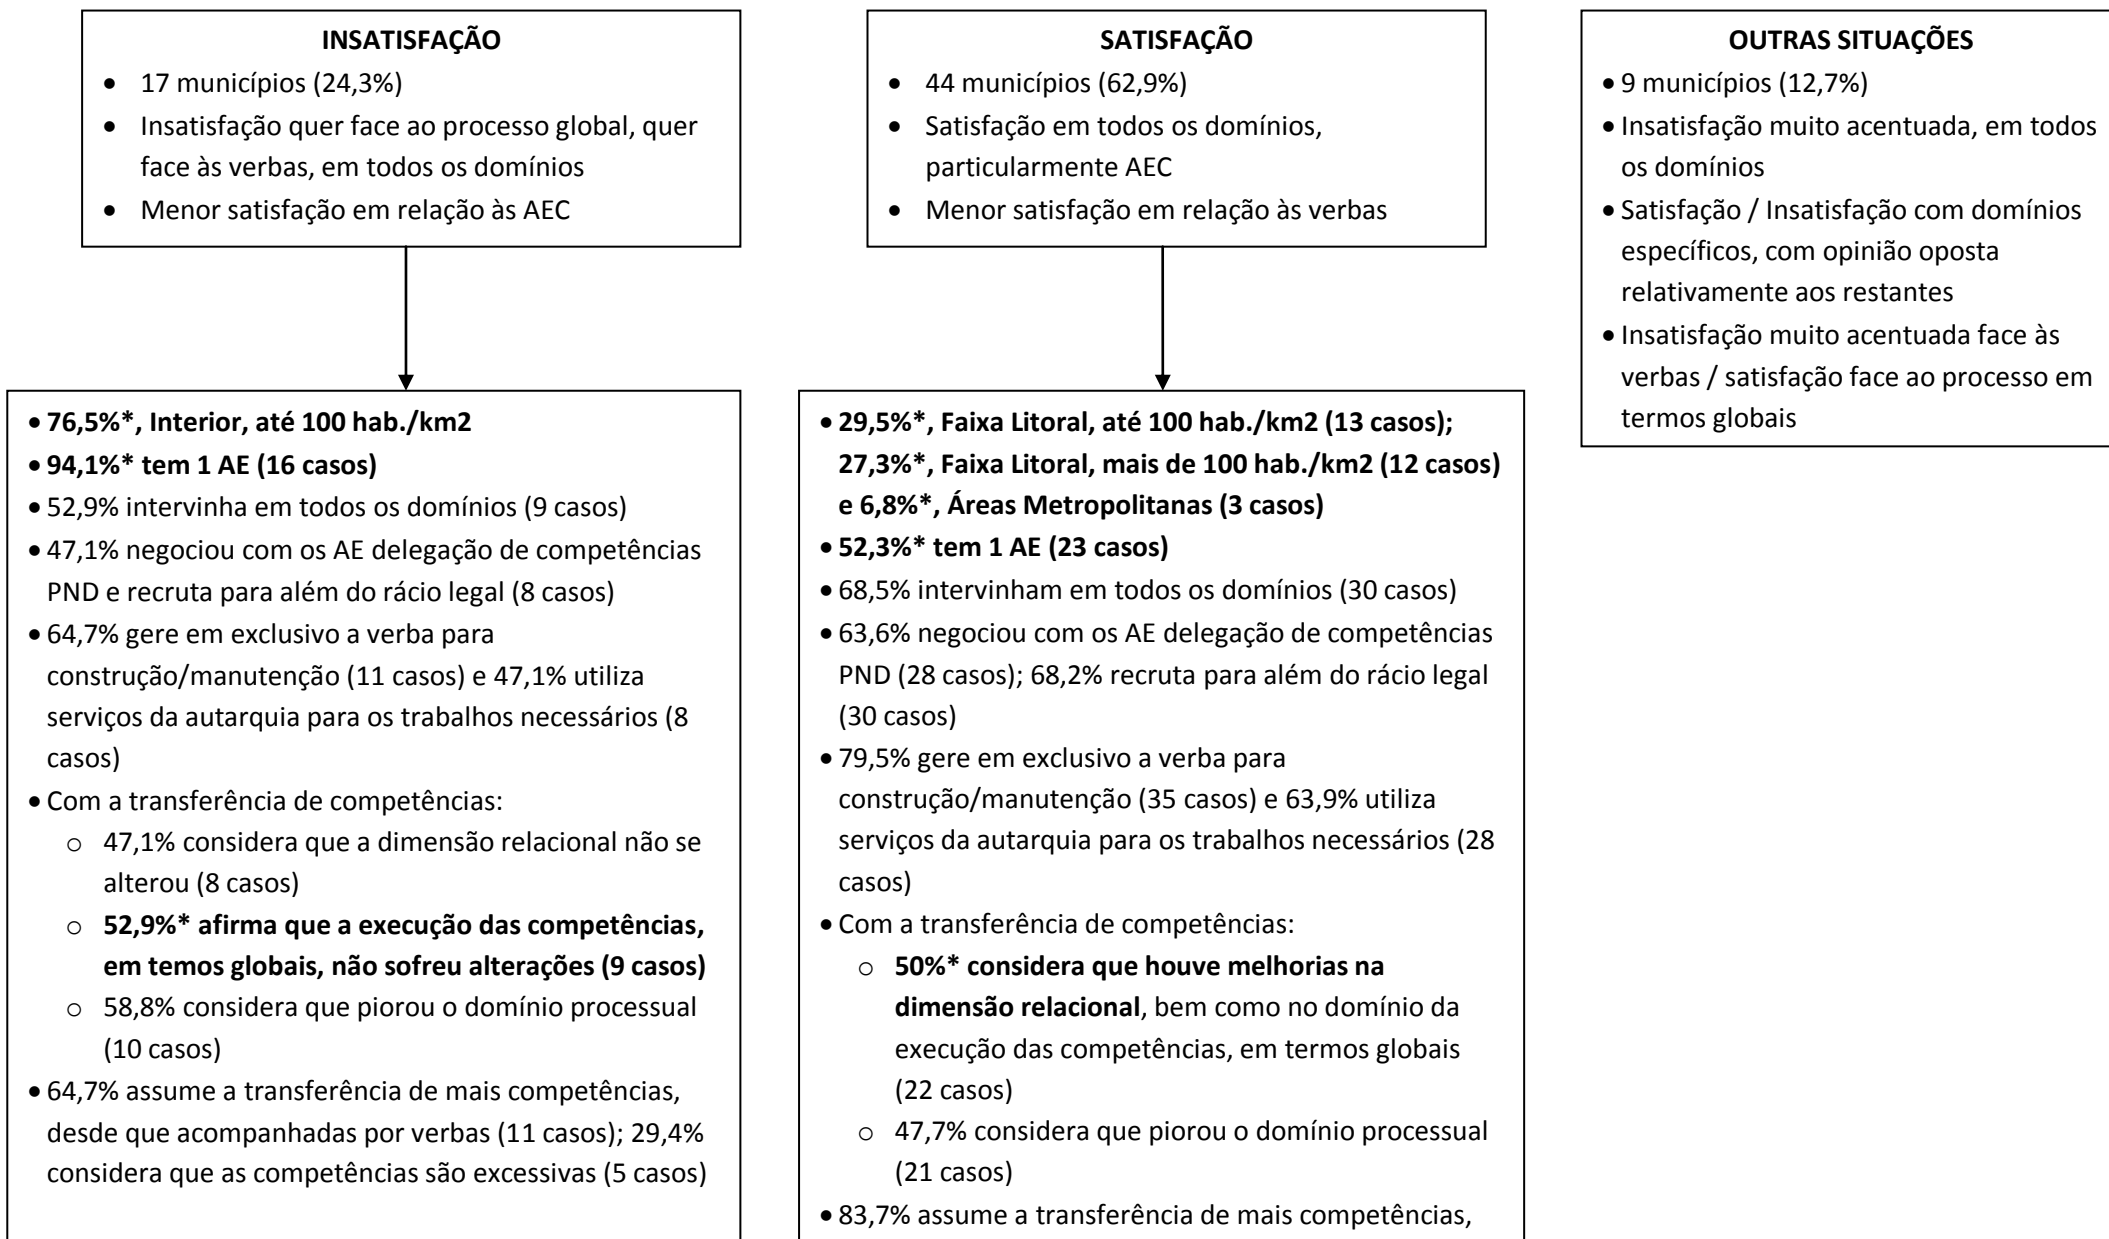 INSATISFAÇÃO
• 17 municípios (24,3%)
• Insatisfação quer face ao processo global, quer
face às verbas, em todos os domínios
• Menor satisfação em relação às AEC
SATISFAÇÃO
• 44 municípios (62,9%)
• Satisfação em todos os domínios,
particularmente AEC
• Menor satisfação em relação às verbas
OUTRAS SITUAÇÕES
• 9 municípios (12,7%)
• Insatisfação muito acentuada, em todos
os domínios
• Satisfação / Insatisfação com domínios
específicos, com opinião oposta
relativamente aos restantes
• Insatisfação muito acentuada face às
verbas / satisfação face ao processo em
termos globais
• 76,5%*, Interior, até 100 hab./km2
• 94,1%* tem 1 AE (16 casos)
• 52,9% intervinha em todos os domínios (9 casos)
• 47,1% negociou com os AE delegação de competências
PND e recruta para além do rácio legal (8 casos)
• 64,7% gere em exclusivo a verba para
construção/manutenção (11 casos) e 47,1% utiliza
serviços da autarquia para os trabalhos necessários (8
casos)
• Com a transferência de competências:
o 47,1% considera que a dimensão relacional não se
alterou (8 casos)
o 52,9%* afirma que a execução das competências,
em temos globais, não sofreu alterações (9 casos)
o 58,8% considera que piorou o domínio processual
(10 casos)
• 64,7% assume a transferência de mais competências,
desde que acompanhadas por verbas (11 casos); 29,4%
considera que as competências são excessivas (5 casos)
• 29,5%*, Faixa Litoral, até 100 hab./km2 (13 casos);
27,3%*, Faixa Litoral, mais de 100 hab./km2 (12 casos)
e 6,8%*, Áreas Metropolitanas (3 casos)
• 52,3%* tem 1 AE (23 casos)
• 68,5% intervinham em todos os domínios (30 casos)
• 63,6% negociou com os AE delegação de competências
PND (28 casos); 68,2% recruta para além do rácio legal
(30 casos)
• 79,5% gere em exclusivo a verba para
construção/manutenção (35 casos) e 63,9% utiliza
serviços da autarquia para os trabalhos necessários (28
casos)
• Com a transferência de competências:
o 50%* considera que houve melhorias na
dimensão relacional, bem como no domínio da
execução das competências, em termos globais
(22 casos)
o 47,7% considera que piorou o domínio processual
(21 casos)
• 83,7% assume a transferência de mais competências,